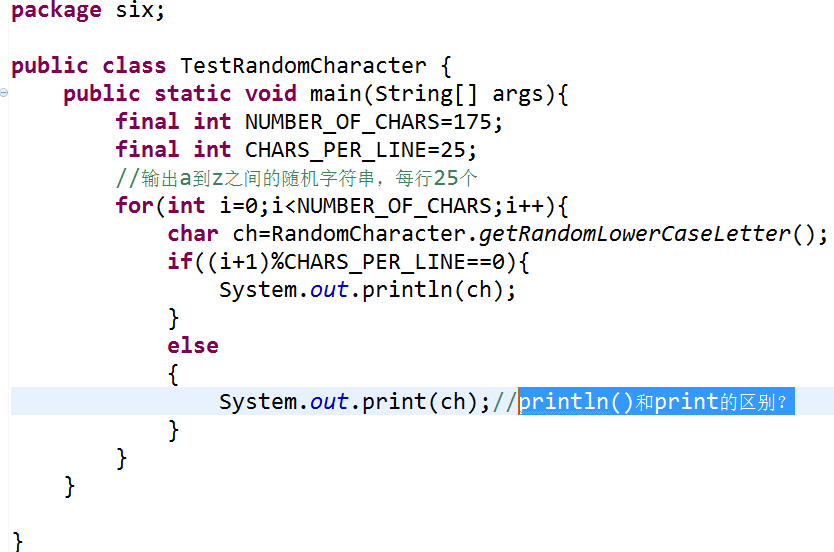 package six;
public class TestRandomCharacter {
public static void main(String[] args){
final int NUMBER_OF_CHARS=175;
final int CHARS_PER_LINE=25;
//输出a到z之间的随机字符串，每行25个
for(int i=0;i<NUMBER_OF_CHARS;i++){
char ch=RandomCharacter.getRandomLowerCaseLetter();
if((i+1)%CHARS_PER_LINE==0){
System.out.println(ch);
}
else
{
System.out.print(ch);//println()和print的区别？
}
}
}
}